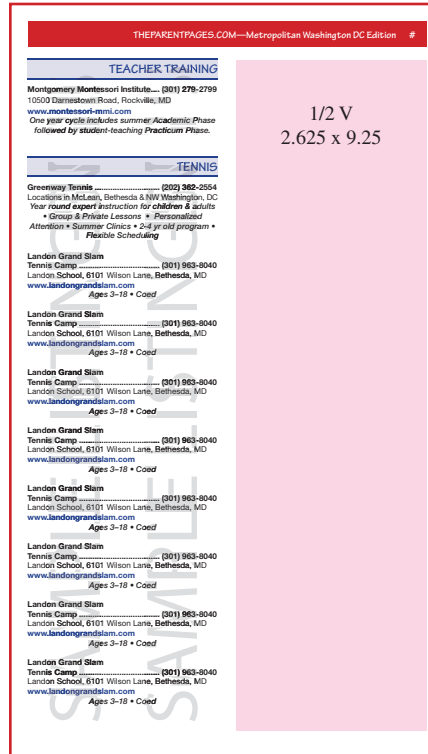 THEPARENTPAGES.COM—Metropolitan Washington DC Edition #
TEACHER TRAINING
Montgomery Montessori Institute.... (301) 279-2799
10500 Darnestown Road, Rockville, MD
www.montessori-mmi.com
One year cycle includes summer Academic Phase
followed by student-teaching Practicum Phase.
TENNIS
Greenway Tennis ........................ (202) 362-2554
Locations in McLean, Bethesda & NW Washington, DC
Year round expert instruction for children & adults
• Group & Private Lessons • Personalized
Attention • Summer Clinics • 2-4 yr old program •
Flexible Scheduling
Landon Grand Slam
Tennis Camp .............................. (301) 963-8040
Landon School, 6101 Wilson Lane, Bethesda, MD
www.landongrandslam.com
Ages 3–18 • Coed
Landon Grand Slam
Tennis Camp .............................. (301) 963-8040
Landon School, 6101 Wilson Lane, Bethesda, MD
www.landongrandslam.com
Ages 3–18 • Coed
Landon Grand Slam
Tennis Camp .............................. (301) 963-8040
Landon School, 6101 Wilson Lane, Bethesda, MD
www.landongrandslam.com
Ages 3–18 • Coed
Landon Grand Slam
Tennis Camp .............................. (301) 963-8040
Landon School, 6101 Wilson Lane, Bethesda, MD
www.landongrandslam.com
Ages 3–18 • Coed
Landon Grand Slam
Tennis Camp .............................. (301) 963-8040
Landon School, 6101 Wilson Lane, Bethesda, MD
www.landongrandslam.com
Ages 3–18 • Coed
Landon Grand Slam
Tennis Camp .............................. (301) 963-8040
Landon School, 6101 Wilson Lane, Bethesda, MD
www.landongrandslam.com
Ages 3–18 • Coed
Landon Grand Slam
Tennis Camp .............................. (301) 963-8040
Landon School, 6101 Wilson Lane, Bethesda, MD
www.landongrandslam.com
Ages 3–18 • Coed
Landon Grand Slam
Tennis Camp .............................. (301) 963-8040
Landon School, 6101 Wilson Lane, Bethesda, MD
www.landongrandslam.com
Ages 3–18 • Coed
SAMPLE LISTING
SAMPLE LISTING
1/2 V
2.625 x 9.25